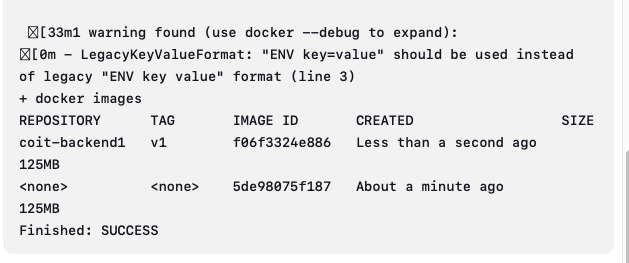 [33m1 warning found (use docker --debug to expand):
[0m - LegacyKeyValueFormat: "ENV key=value" should be used instead
of legacy "ENV key value" format (line 3)
+ docker images
REPOSITORY TAG IMAGE ID CREATED SIZE
coit-backend1 v1 f06f3324e886 Less than a second ago
125MB
<none> <none> 5de98075f187 About a minute ago
125MB
Finished: SUCCESS